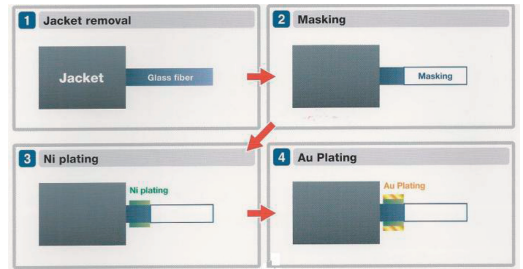 1 Jacket removal
Jacket
Glass fiber
2 Masking
Masking
3 Ni plating
Ni plating
4 Au Plating
Au Plating